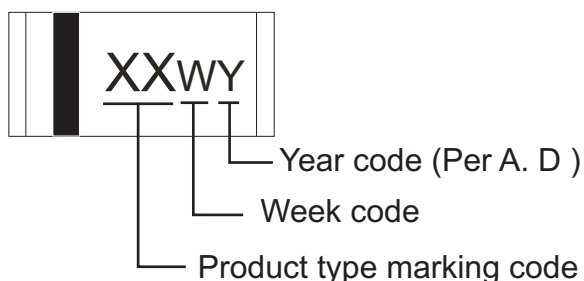 XXWY
Year code (Per A. D )
Week code
Product type marking code